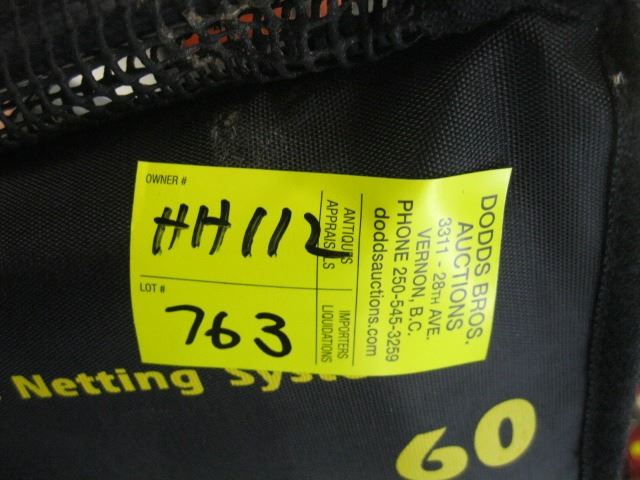 OWNER #
HH112
LOT #
763
ANTIQUES
APPRAISALS
IMPORTERS
LIQUIDATIONS
DODDS BROS.
AUCTIONS
3311 - 28TH AVE.
VERNON, B.C.
PHONE 250-545-3259
doddsauctions.com
Netting
60